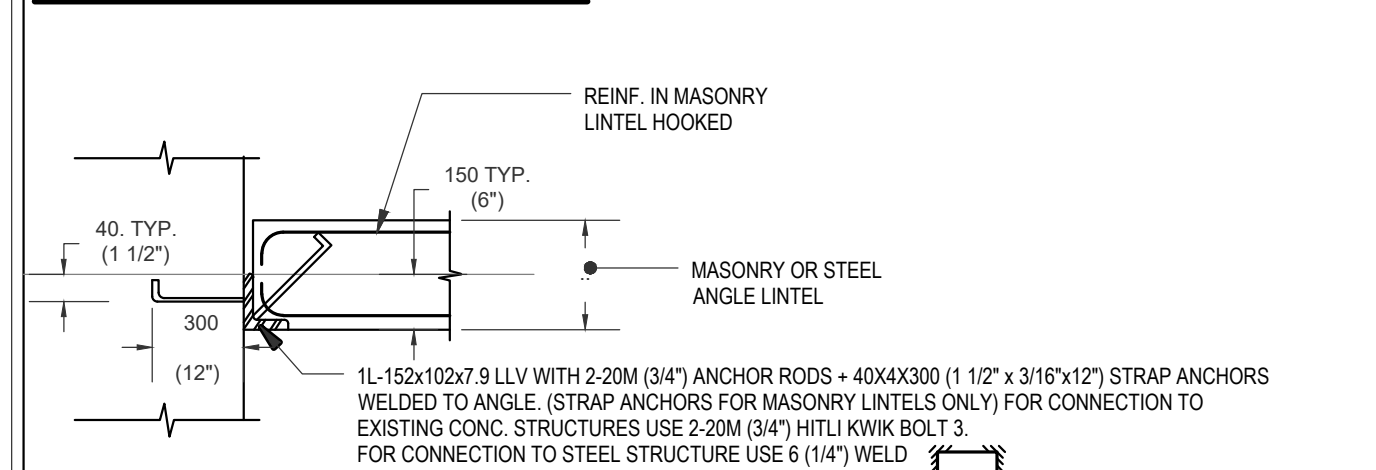 REINF. IN MASONRY
LINTEL HOOKED
150 TYP.
(6")
40. TYP.
(1 1/2")
MASONRY OR STEEL
ANGLE LINTEL
300
(12")
1L-152x102x7.9 LLV WITH 2-20M (3/4") ANCHOR RODS + 40X4X300 (1 1/2" x 3/16"x12") STRAP ANCHORS
WELDED TO ANGLE. (STRAP ANCHORS FOR MASONRY LINTELS ONLY) FOR CONNECTION TO
EXISTING CONC. STRUCTURES USE 2-20M (3/4") HITLI KWIK BOLT 3.
FOR CONNECTION TO STEEL STRUCTURE USE 6 (1/4") WELD